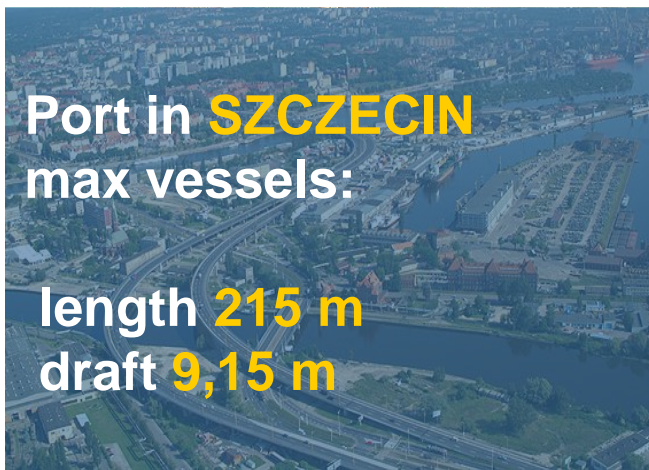 Port in SZCZECIN
max vessels:
length 215 m
draft 9,15 m